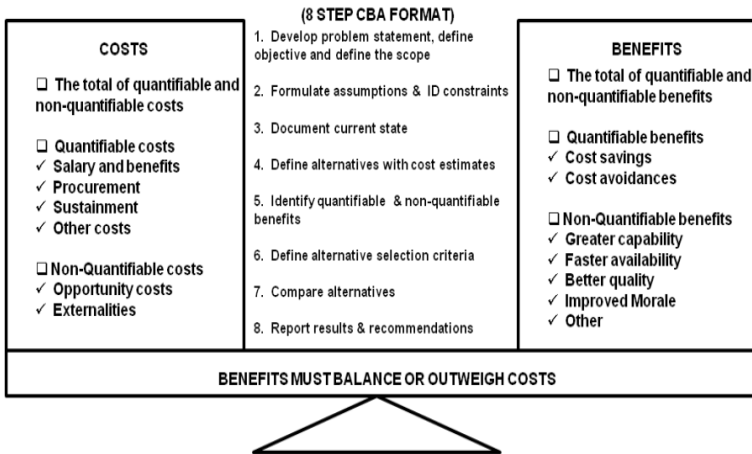 (8 STEP CBA FORMAT)
COSTS
❑ The total of quantifiable and
non-quantifiable costs
❑ Quantifiable costs
✓ Salary and benefits
✓ Procurement
✓ Sustainment
✓ Other costs
❑ Non-Quantifiable costs
✓ Opportunity costs
✓ Externalities
1. Develop problem statement, define
objective and define the scope
2. Formulate assumptions & ID constraints
3. Document current state
4. Define alternatives with cost estimates
5. Identify quantifiable & non-quantifiable
benefits
6. Define alternative selection criteria
7. Compare alternatives
8. Report results & recommendations
BENEFITS
❑ The total of quantifiable and
non-quantifiable benefits
❑ Quantifiable benefits
✓ Cost savings
✓ Cost avoidances
❑ Non-Quantifiable benefits
✓ Greater capability
✓ Faster availability
✓ Better quality
✓ Improved Morale
✓ Other
BENEFITS MUST BALANCE OR OUTWEIGH COSTS